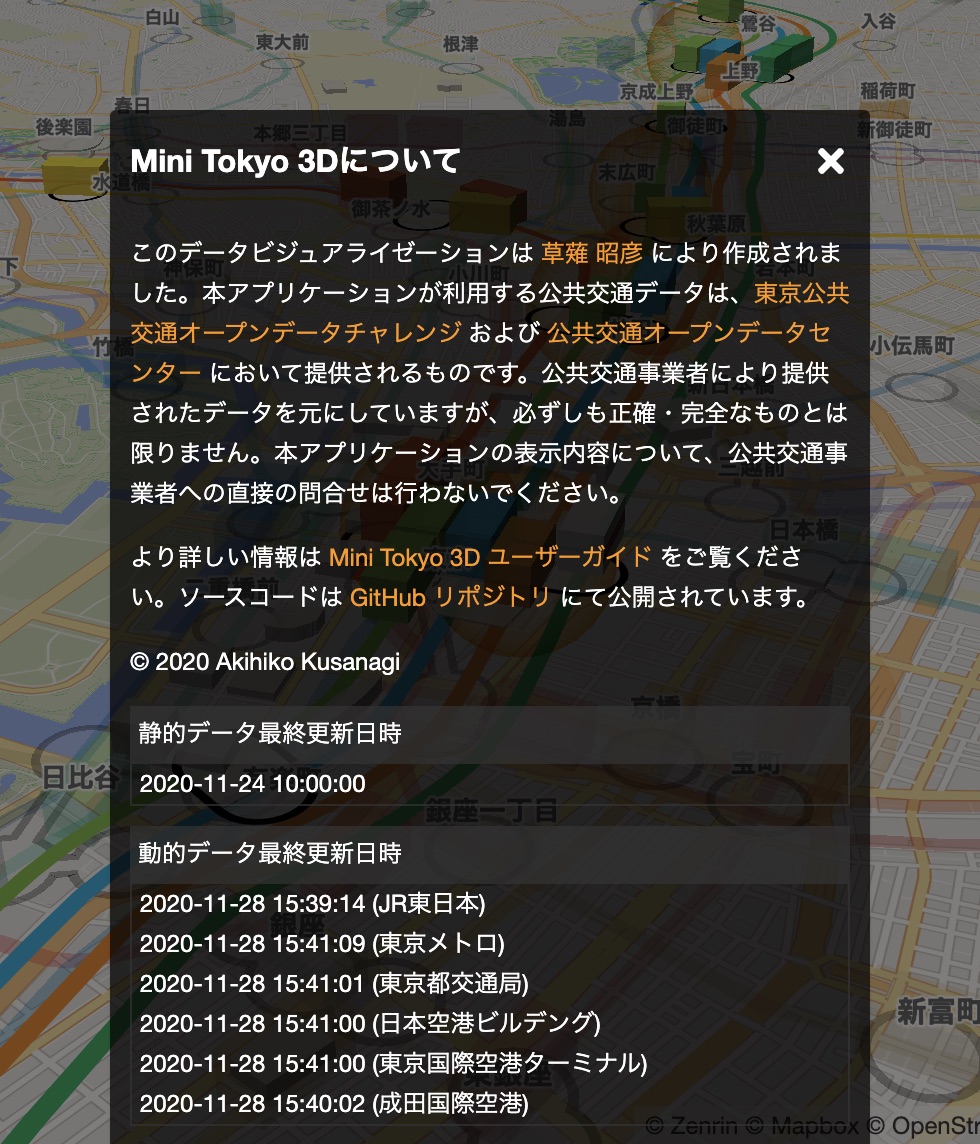 白山
東大前
根津
鶯谷
入谷
上野
京成上野
稲荷町
春日
後楽園
本郷三丁目
湯島
御徒町
新御徒町
Mini Tokyo 3Dについて
水道橋
末広町
御茶ノ水
秋葉原
このデータビジュアライゼーションは 草薙 昭彦 により作成されま
した。本アプリケーションが利用する公共交通データは、東京公共
交通オープンデータチャレンジ および 公共交通オープンデータセ
ンター において提供されるものです。公共交通事業者により提供
されたデータを元にしていますが、必ずしも正確・完全なものとは
限りません。本アプリケーションの表示内容について、公共交通事
業者への直接の問合せは行わないでください。
神保町
小川町
岩本町
竹橋
小伝馬町
新日本橋
大手町
三越前
日本橋
より詳しい情報は Mini Tokyo 3D ユーザーガイド をご覧くださ
い。ソースコードは GitHub リポジトリ にて公開されています。
二重橋前
© 2020 Akihiko Kusanagi
京橋
静的データ最終更新日時
宝町
日比谷
2020-11-24 10:00:00
銀座一丁目
動的データ最終更新日時
2020-11-28 15:39:14 (JR東日本)
銀座
2020-11-28 15:41:09 (東京メトロ)
2020-11-28 15:41:01 (東京都交通局)
新富町
2020-11-28 15:41:00 (日本空港ビルデング)
2020-11-28 15:41:00 (東京国際空港ターミナル)
東銀座
2020-11-28 15:40:02 (成田国際空港)
© Zenrin © Mapbox © OpenStr